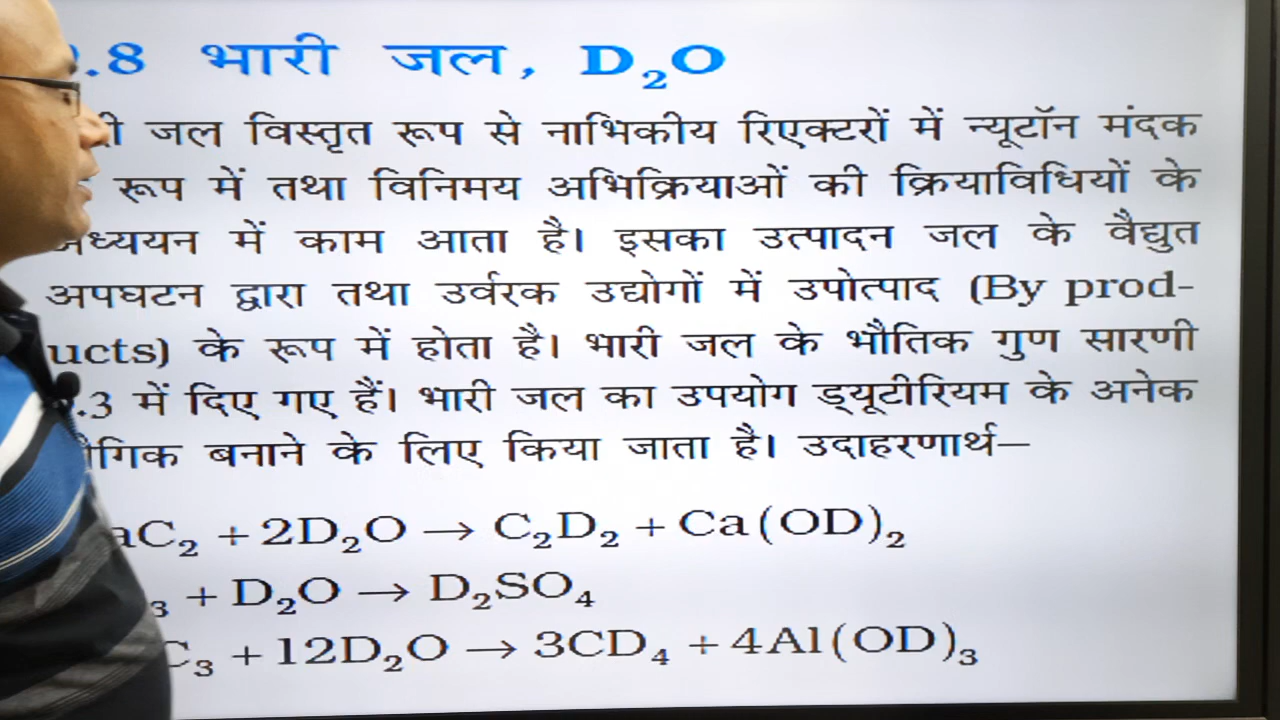 .8 भारी जल, D₂O
जल विस्तृत रूप से नाभिकीय रिएक्टरों में न्यूटॉन मंदक
रूप में तथा विनिमय अभिक्रियाओं की क्रियाविधियों के
अध्ययन में काम आता है। इसका उत्पादन जल के वैद्युत
अपघटन द्वारा तथा उर्वरक उद्योगों में उपोत्पाद (By prod-
ucts) के रूप में होता है। भारी जल के भौतिक गुण सारणी
.3 में दिए गए हैं। भारी जल का उपयोग ड्यूटीरियम के अनेक
बनाने के लिए किया जाता है। उदाहरणार्थ—
aC₂ + 2D₂O → C₂D₂ + Ca(OD)₂
₃ + D₂O → D₂SO₄
C₃ + 12D₂O → 3CD₄ + 4Al(OD)₃